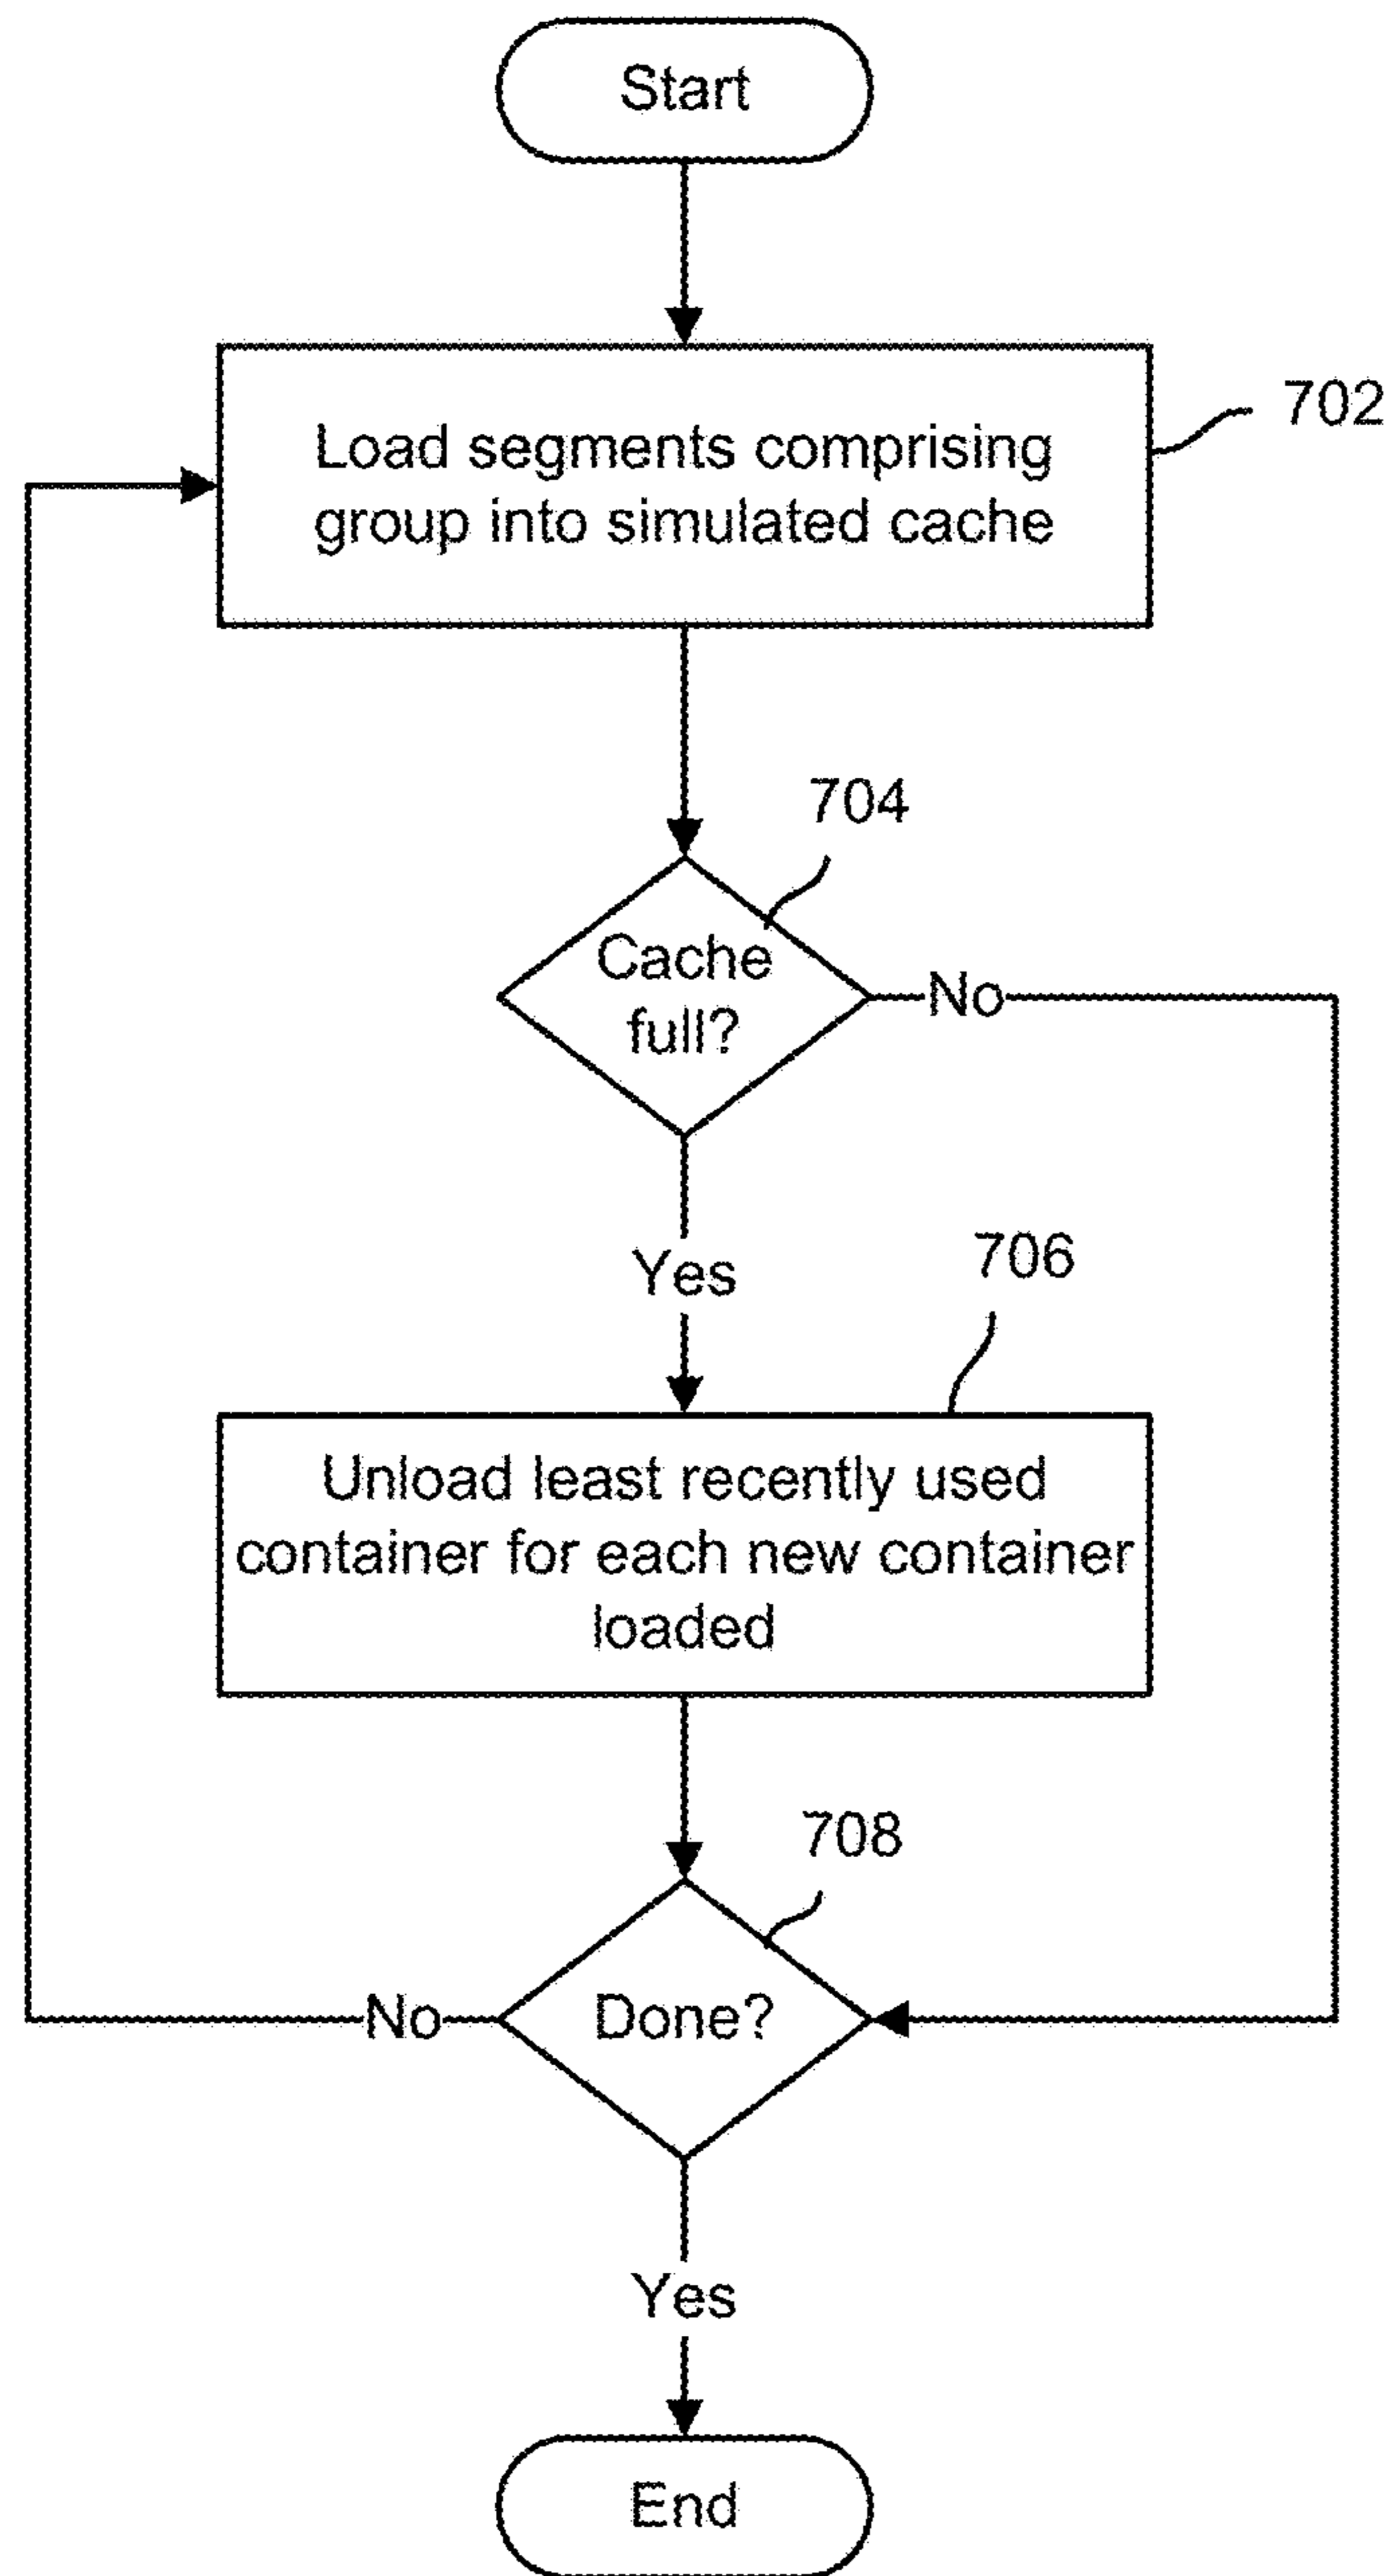 Start
702
Load segments comprising
group into simulated cache
704
Cache
full?
No
Yes
706
Unload least recently used
container for each new container
loaded
708
No
Done?
Yes
End